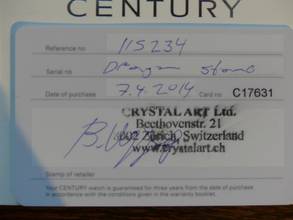 CENTURY
Reference no 115234
Serial no
Date of purchase 7.4.2014 Card no C17631
CRYSTAL ART Ltd.
Beethovenstr. 21
8002 Zürich, Switzerland
www.crystalart.ch
Stamp of retailer
Your CENTURY watch is guaranteed for three years from the date of purchase
in accordance with the conditions given in the warranty booklet.